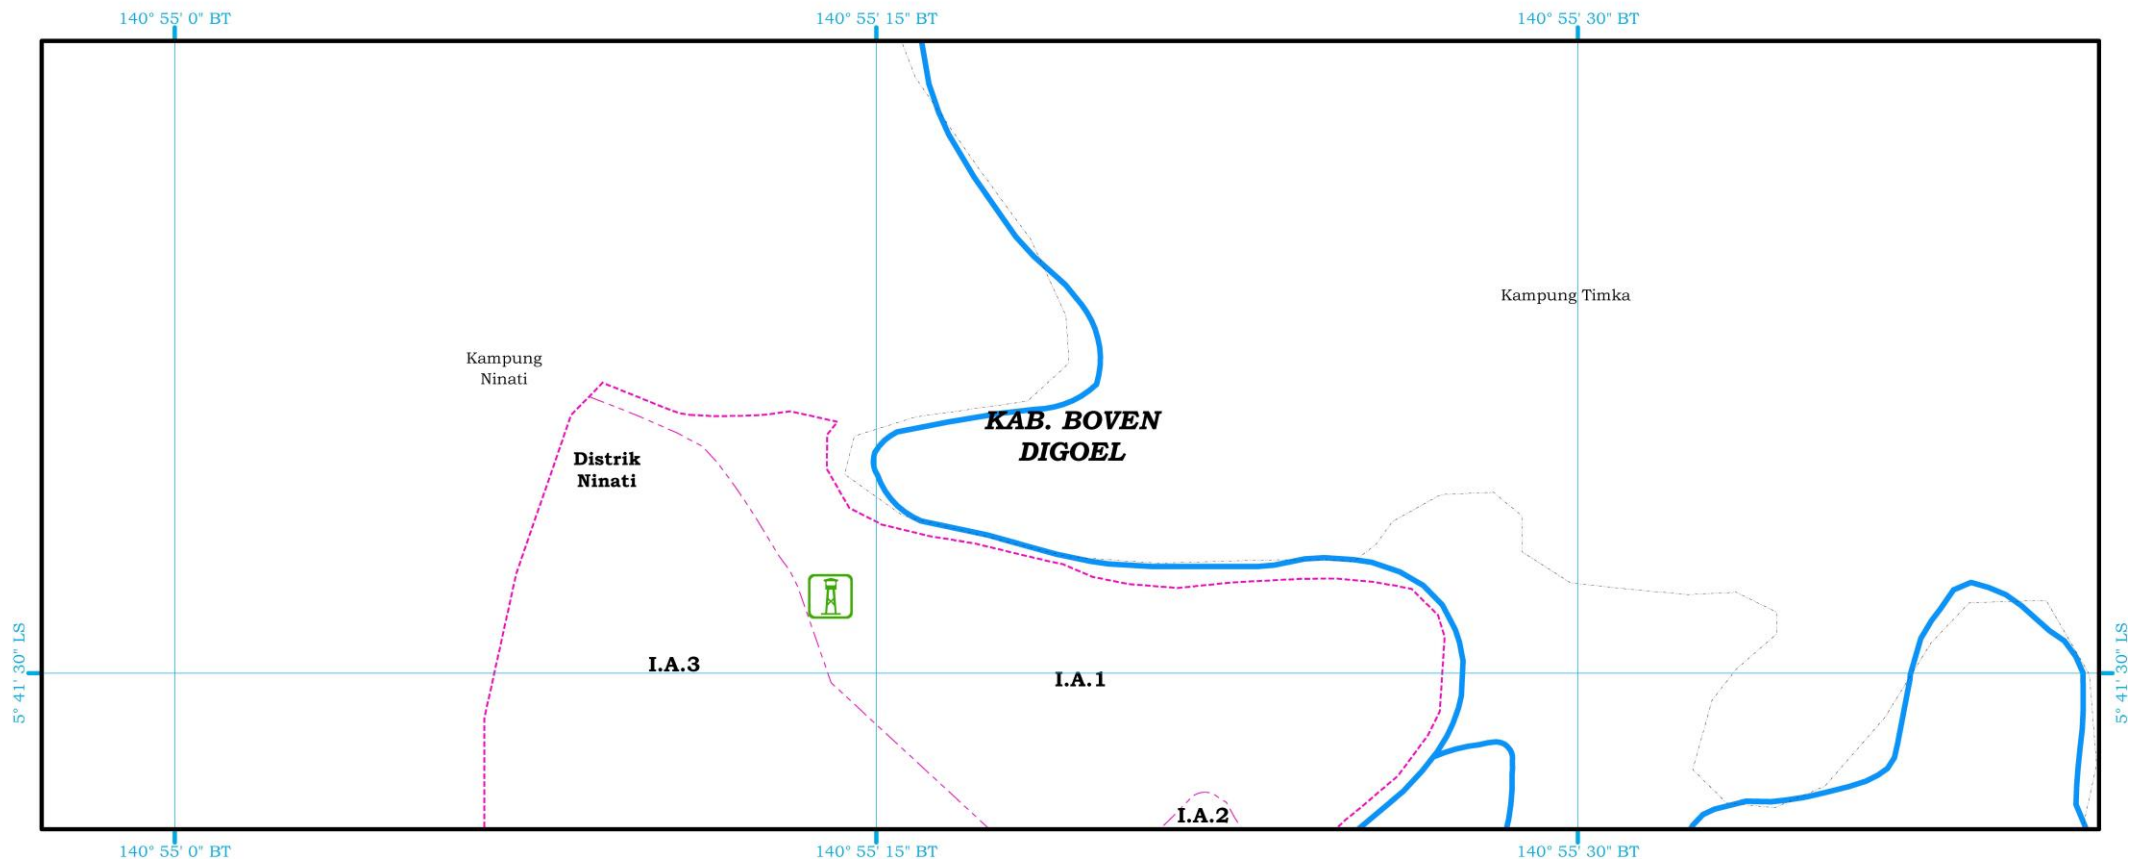 140° 55' 0" BT
140° 55' 15" BT
140° 55' 30" BT
Kampung Timka
Kampung
Ninati
KAB. BOVEN
DIGOEL
Distrik
Ninati
5° 41' 30" LS
5° 41' 30" LS
I.A.3
I.A.1
I.A.2
140° 55' 0" BT
140° 55' 15" BT
140° 55' 30" BT